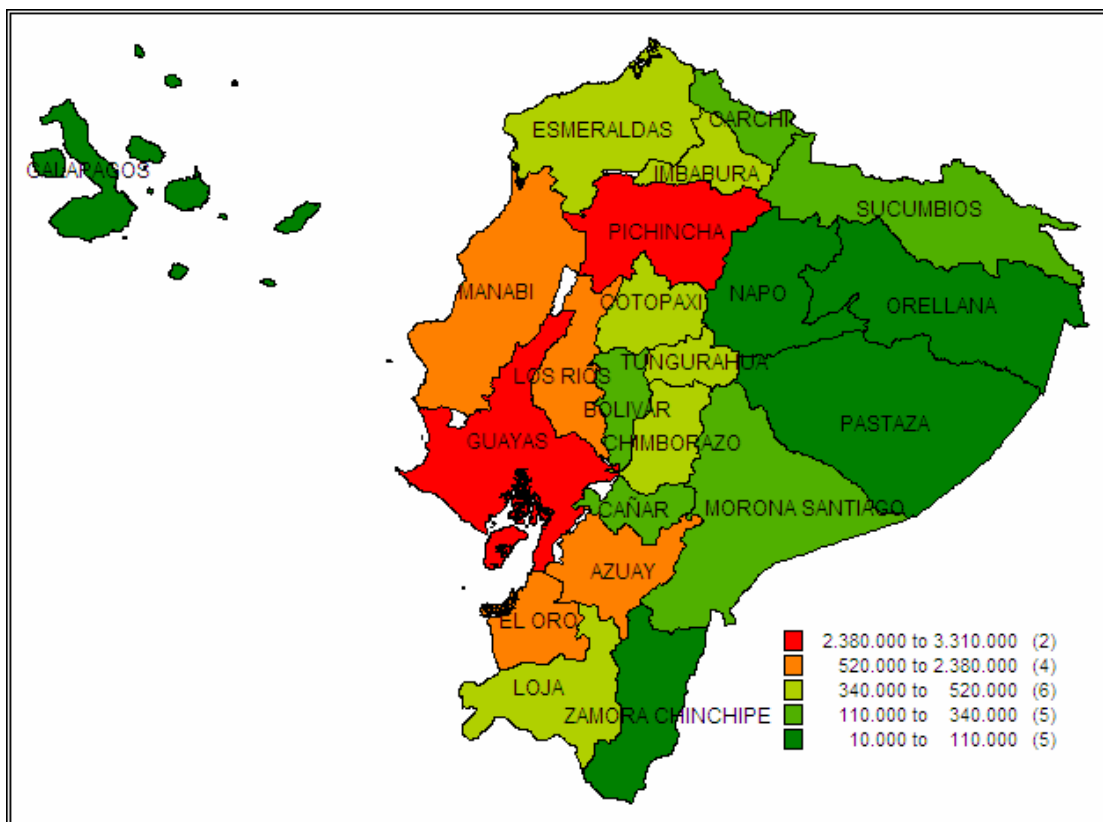 ESMERALDAS
CARCHI
GALAPAGOS
IMBABURA
SUCUMBIOS
PICHINCHA
MANABI
COTOPAXI
NAPO
ORELLANA
TUNGURAHUA
LOS RIOS
BOLIVAR
PASTAZA
GUAYAS
CHIMBORAZO
CAÑAR
MORONA SANTIAGO
AZUAY
EL ORO
LOJA
ZAMORA CHINCHIPE
2.380.000 to 3.310.000 (2)
520.000 to 2.380.000 (4)
340.000 to 520.000 (6)
110.000 to 340.000 (5)
10.000 to 110.000 (5)